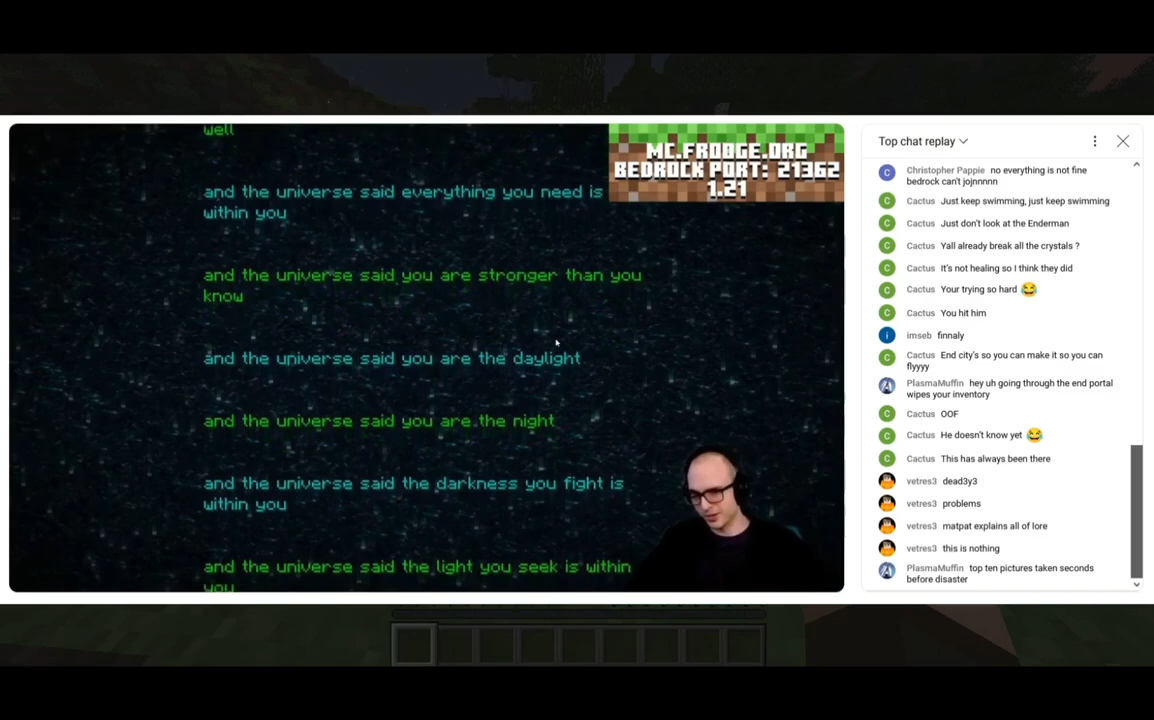 well
and the universe said everything you need is
within you
and the universe said you are stronger than you
know
and the universe said you are the daylight
and the universe said you are the night
and the universe said the darkness you fight is
within you
and the universe said the light you seek is within
you
MC.FROBGE.ORG
BEDROCK PORT: 21362
1.21
Top chat replay
Christopher Pappie no everything is not fine
bedrock can't jojnnnnn
Cactus Just keep swimming, just keep swimming
Cactus Just don't look at the Enderman
Cactus Yall already break all the crystals ?
Cactus It's not healing so I think they did
Cactus Your trying so hard 😂
Cactus You hit him
imseb finnaly
Cactus End city's so you can make it so you can
flyyyy
PlasmaMuffin hey uh going through the end portal
wipes your inventory
Cactus OOF
Cactus He doesn't know yet 😂
Cactus This has always been there
vetres3 dead3y3
vetres3 problems
vetres3 matpat explains all of lore
vetres3 this is nothing
PlasmaMuffin top ten pictures taken seconds
before disaster